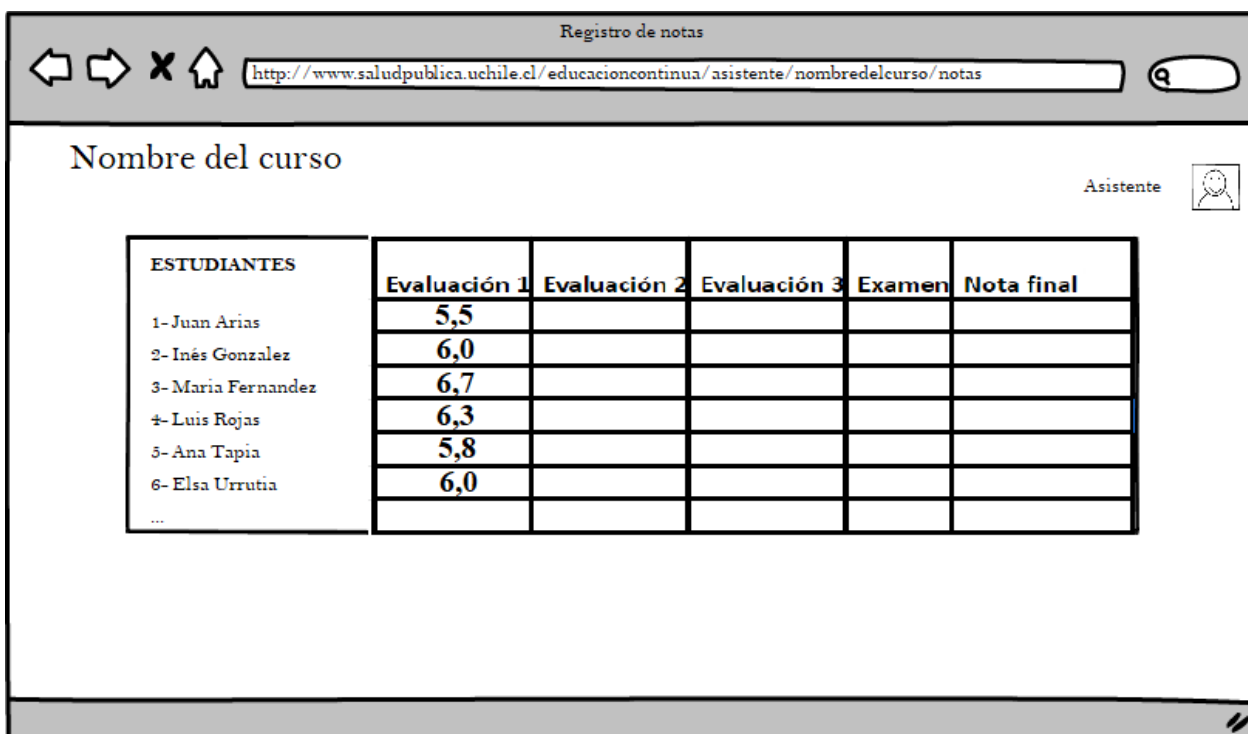 Registro de notas
http://www.saludpublica.uchile.cl/educacioncontinua/asistente/nombredelcurso/notas
Nombre del curso
Asistente
ESTUDIANTES Evaluación 1 Evaluación 2 Evaluación 3 Examen Nota final
1- Juan Arias 5,5
2- Inés Gonzalez 6,0
3- Maria Fernandez 6,7
4- Luis Rojas 6,3
5- Ana Tapia 5,8
6- Elsa Urrutia 6,0
...